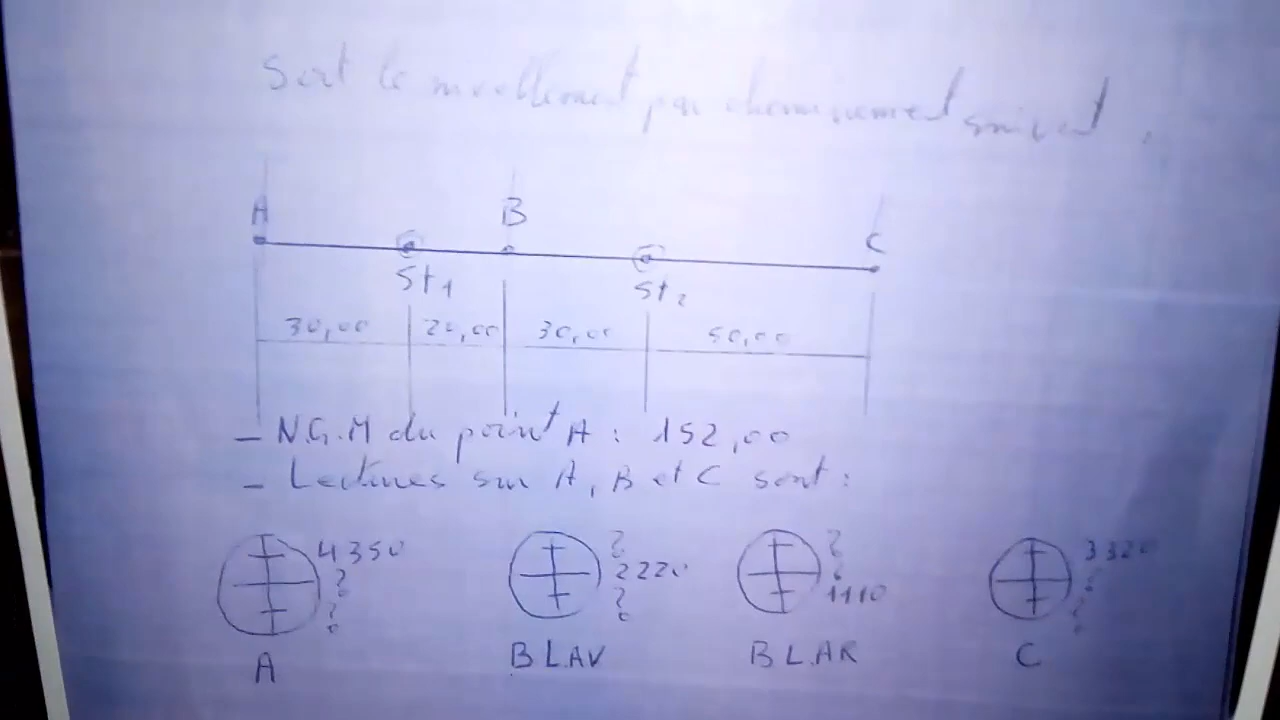 Soit le nivellement par cheminement suivant.
A B C
St1 St2
30,00 20,00 30,00 50,00
- N.G.M du point A : 152,00
- Lectures sur A, B et C sont :
4350 ? 3320
? 2220 ? ?
? ? 1110 ?
A B L.AV B L.AR C